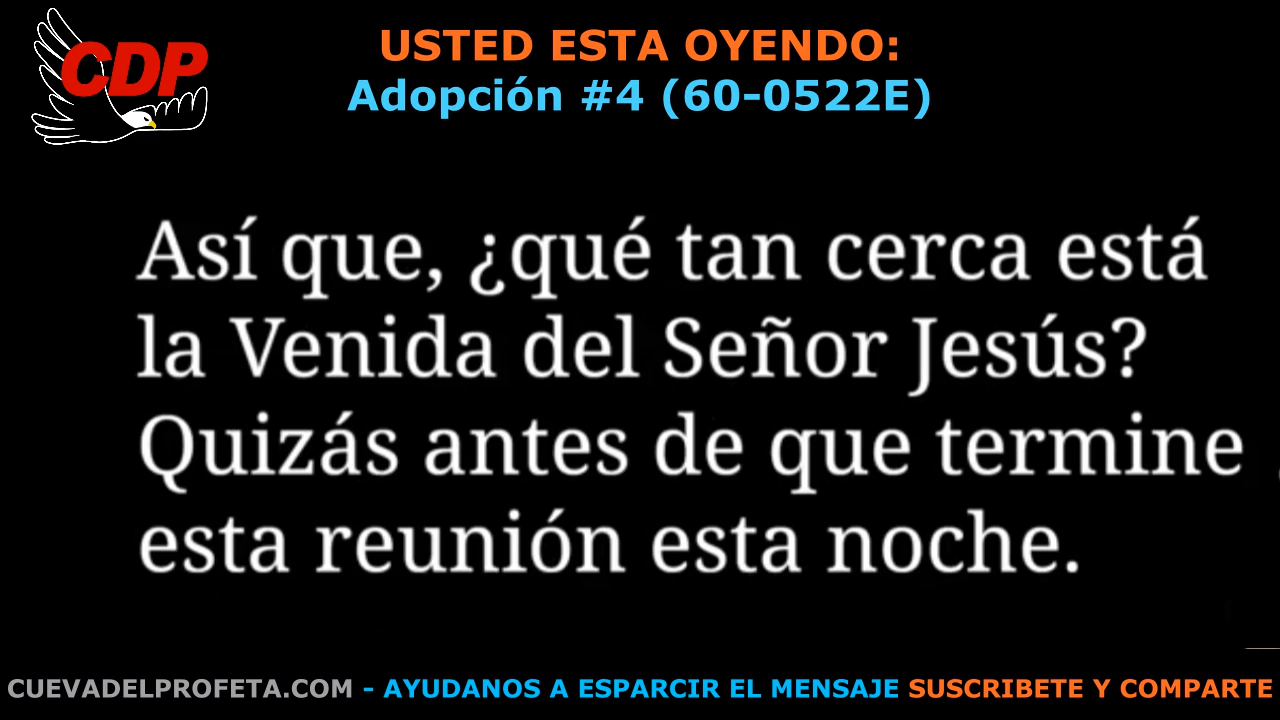 CDP
USTED ESTA OYENDO:
Adopción #4 (60-0522E)
Así que, ¿qué tan cerca está
la Venida del Señor Jesús?
Quizás antes de que termine
esta reunión esta noche.
CUEVADELPROFETA.COM - AYUDANOS A ESPARCIR EL MENSAJE SUSCRIBETE Y COMPARTE